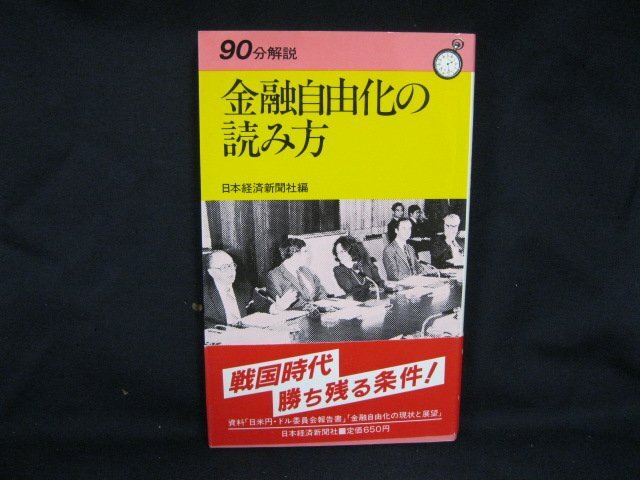 90分解説
金融自由化の
読み方
日本経済新聞社編
戦国時代
勝ち残る条件!
資料「日米円・ドル委員会報告書」「金融自由化の現状と展望」
日本経済新聞社■定価650円